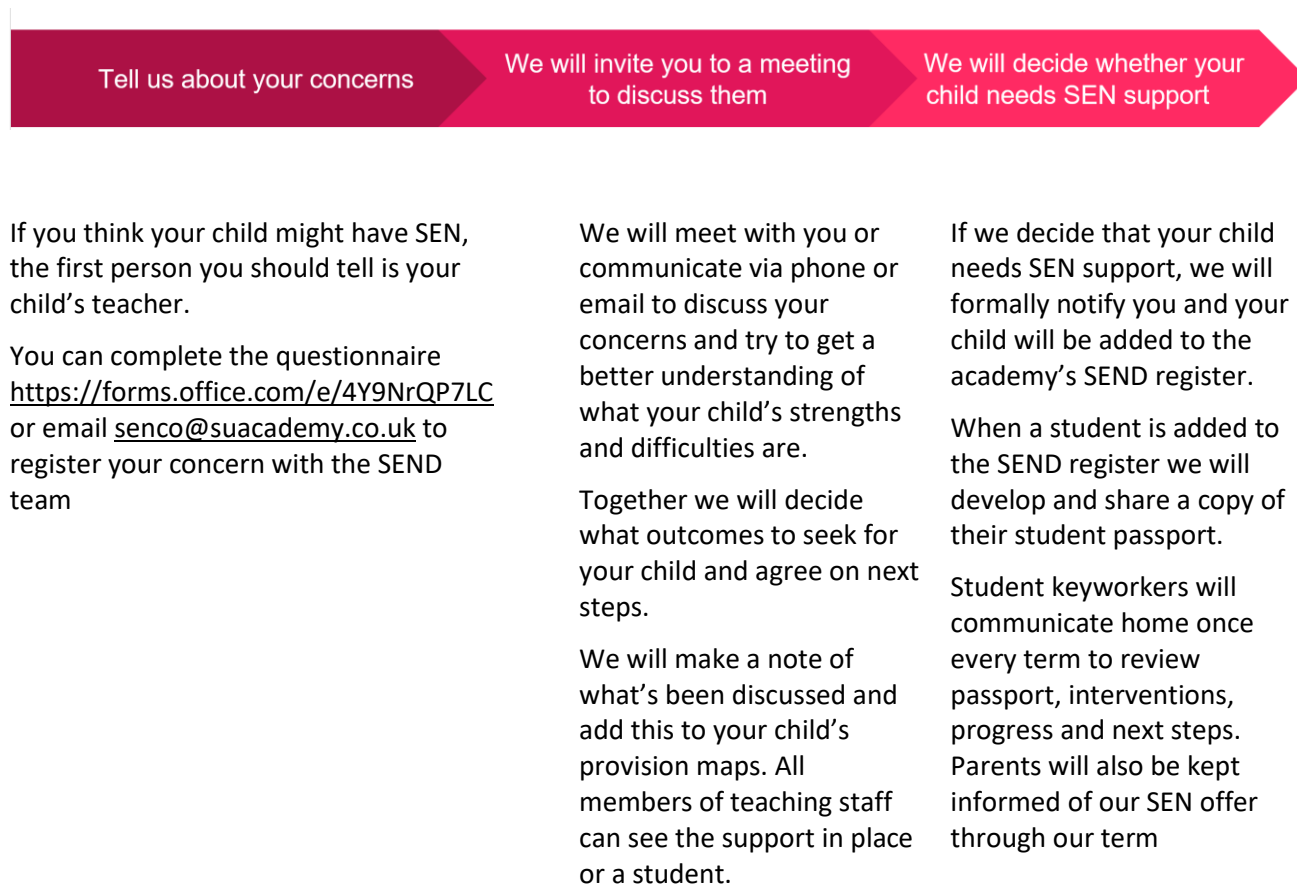 Tell us about your concerns
We will invite you to a meeting
to discuss them
We will decide whether your
child needs SEN support
If you think your child might have SEN,
the first person you should tell is your
child’s teacher.
You can complete the questionnaire
https://forms.office.com/e/4Y9NrQP7LC
or email senco@suacademy.co.uk to
register your concern with the SEND
team
We will meet with you or
communicate via phone or
email to discuss your
concerns and try to get a
better understanding of
what your child’s strengths
and difficulties are.
Together we will decide
what outcomes to seek for
your child and agree on next
steps.
We will make a note of
what’s been discussed and
add this to your child’s
provision maps. All
members of teaching staff
can see the support in place
or a student.
If we decide that your child
needs SEN support, we will
formally notify you and your
child will be added to the
academy’s SEND register.
When a student is added to
the SEND register we will
develop and share a copy of
their student passport.
Student keyworkers will
communicate home once
every term to review
passport, interventions,
progress and next steps.
Parents will also be kept
informed of our SEN offer
through our term